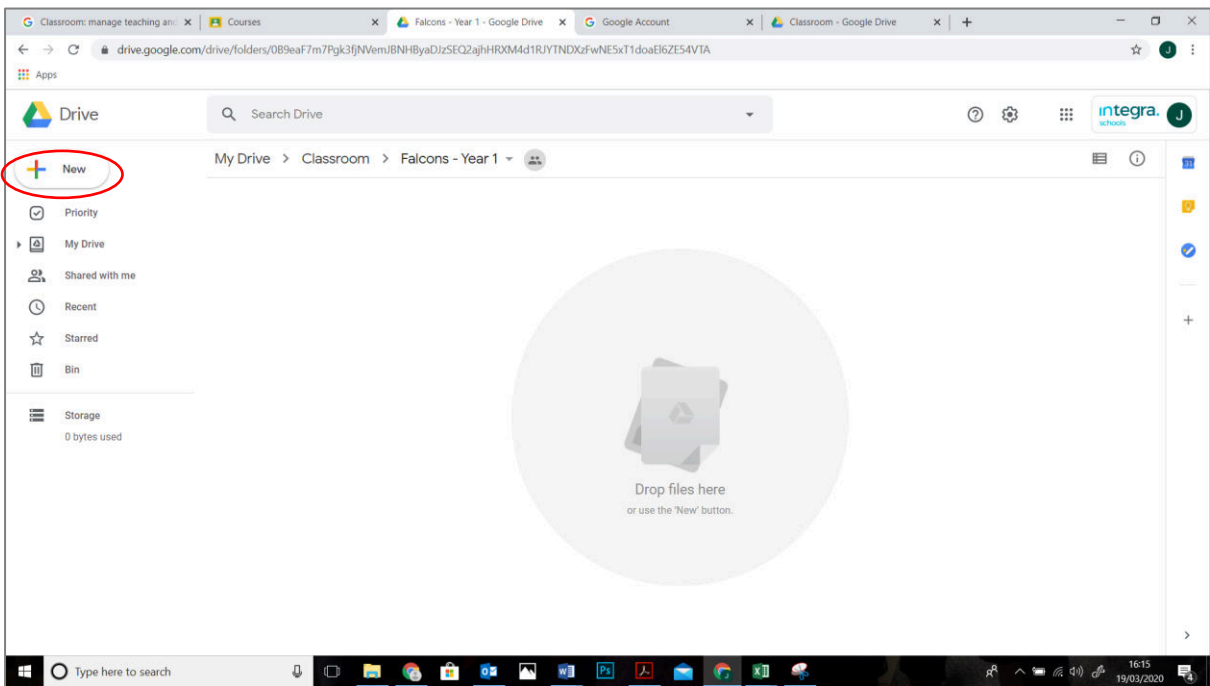 Classroom: manage teaching and
Courses
Falcons - Year 1 - Google Drive
Google Account
Classroom - Google Drive
drive.google.com/drive/folders/0B9eaF7m7Pgk3fjNVemJBNHByaDJzSEQ2ajhHRXM4d1RJYTNDXzFwNE5xT1doaEl6ZE54VTA
J
Apps
Drive
Search Drive
integra.
schools
J
New
My Drive > Classroom > Falcons - Year 1
31
Priority
My Drive
Shared with me
Recent
Starred
Bin
Storage
0 bytes used
Drop files here
or use the 'New' button.
Type here to search
16:15
19/03/2020